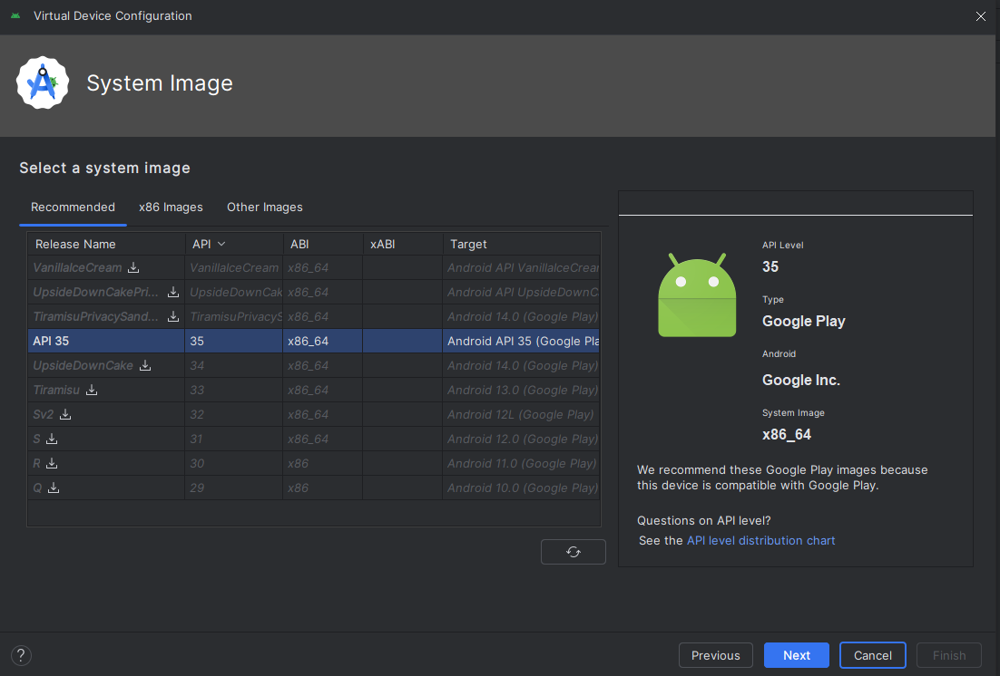 Virtual Device Configuration
System Image
Select a system image
Recommended x86 Images Other Images
Release Name API ABI xABI Target
VanillaIceCream VanillaIceCream x86_64 Android API VanillaIceCrear
UpsideDownCakePri... UpsideDownCak x86_64 Android API UpsideDownC
TiramisuPrivacySand... TiramisuPrivacyS x86_64 Android 14.0 (Google Play)
API 35 35 x86_64 Android API 35 (Google Pla
UpsideDownCake 34 x86_64 Android 14.0 (Google Play)
Tiramisu 33 x86_64 Android 13.0 (Google Play)
Sv2 32 x86_64 Android 12L (Google Play)
S 31 x86_64 Android 12.0 (Google Play)
R 30 x86 Android 11.0 (Google Play)
Q 29 x86 Android 10.0 (Google Play)
API Level
35
Type
Google Play
Android
Google Inc.
System Image
x86_64
We recommend these Google Play images because
this device is compatible with Google Play.
Questions on API level?
See the API level distribution chart
? Previous Next Cancel Finish